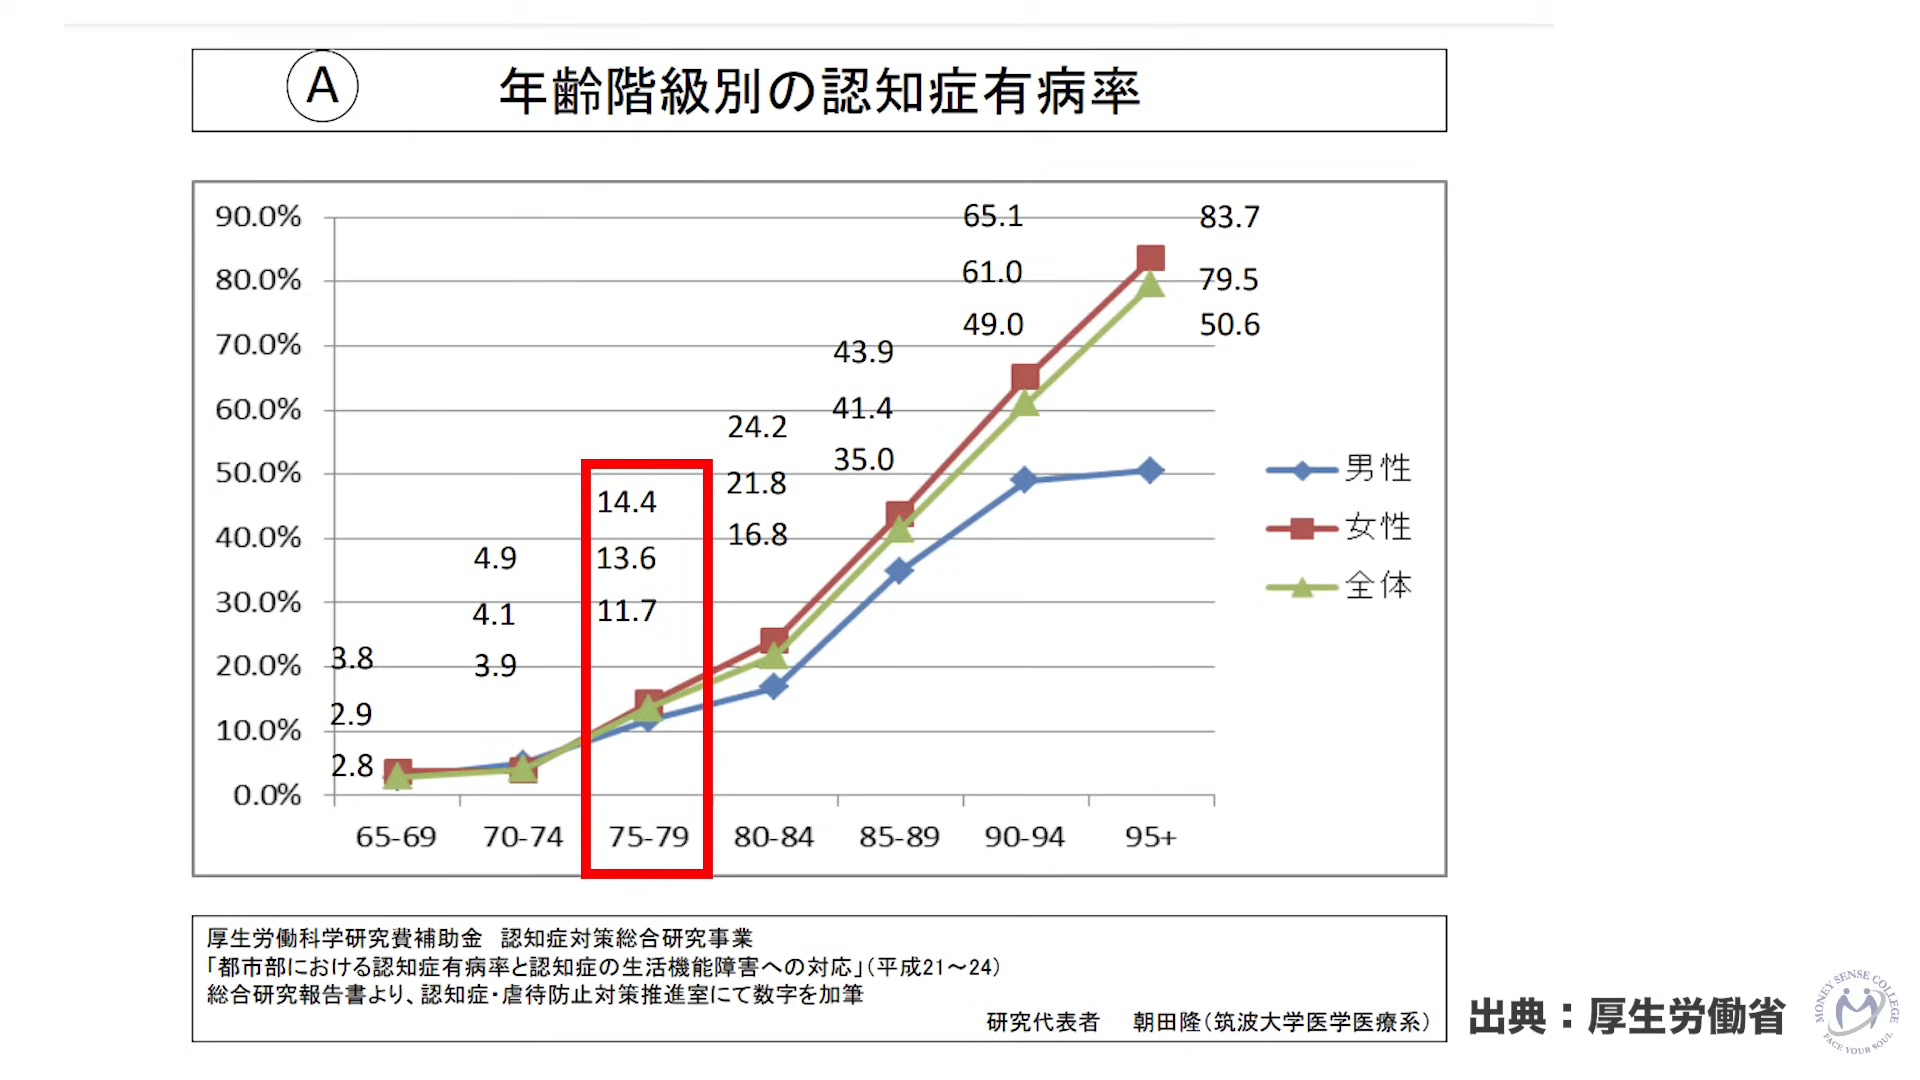 A
年齢階級別の認知症有病率
90.0%
80.0%
70.0%
60.0%
50.0%
40.0%
30.0%
20.0%
10.0%
0.0%
3.8
2.9
2.8
4.9
4.1
3.9
14.4
13.6
11.7
24.2
21.8
16.8
43.9
41.4
35.0
65.1
61.0
49.0
83.7
79.5
50.6
65-69 70-74 75-79 80-84 85-89 90-94 95+
男性
女性
全体
厚生労働科学研究費補助金 認知症対策総合研究事業
「都市部における認知症有病率と認知症の生活機能障害への対応」(平成21~24)
総合研究報告書より、認知症・虐待防止対策推進室にて数字を加筆
研究代表者 朝田隆(筑波大学医学医療系)
出典:厚生労働省
MONEY SENSE COLLEGE
PACE YOUR SOUL